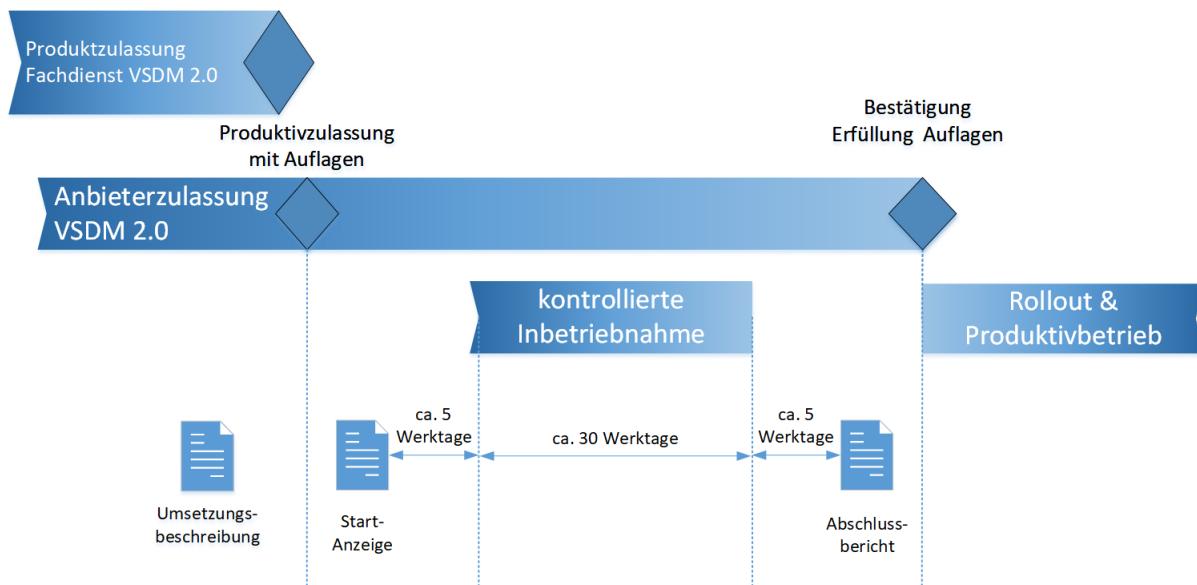 Produktzulassung
Fachdienst VSDM 2.0
Produktivzulassung
mit Auflagen
Bestätigung
Erfüllung Auflagen
Anbieterzulassung
VSDM 2.0
kontrollierte
Inbetriebnahme
Rollout &
Produktivbetrieb
ca. 5
Werktage
ca. 30 Werktage
ca. 5
Werktage
Umsetzungs-
beschreibung
Start-
Anzeige
Abschluss-
bericht